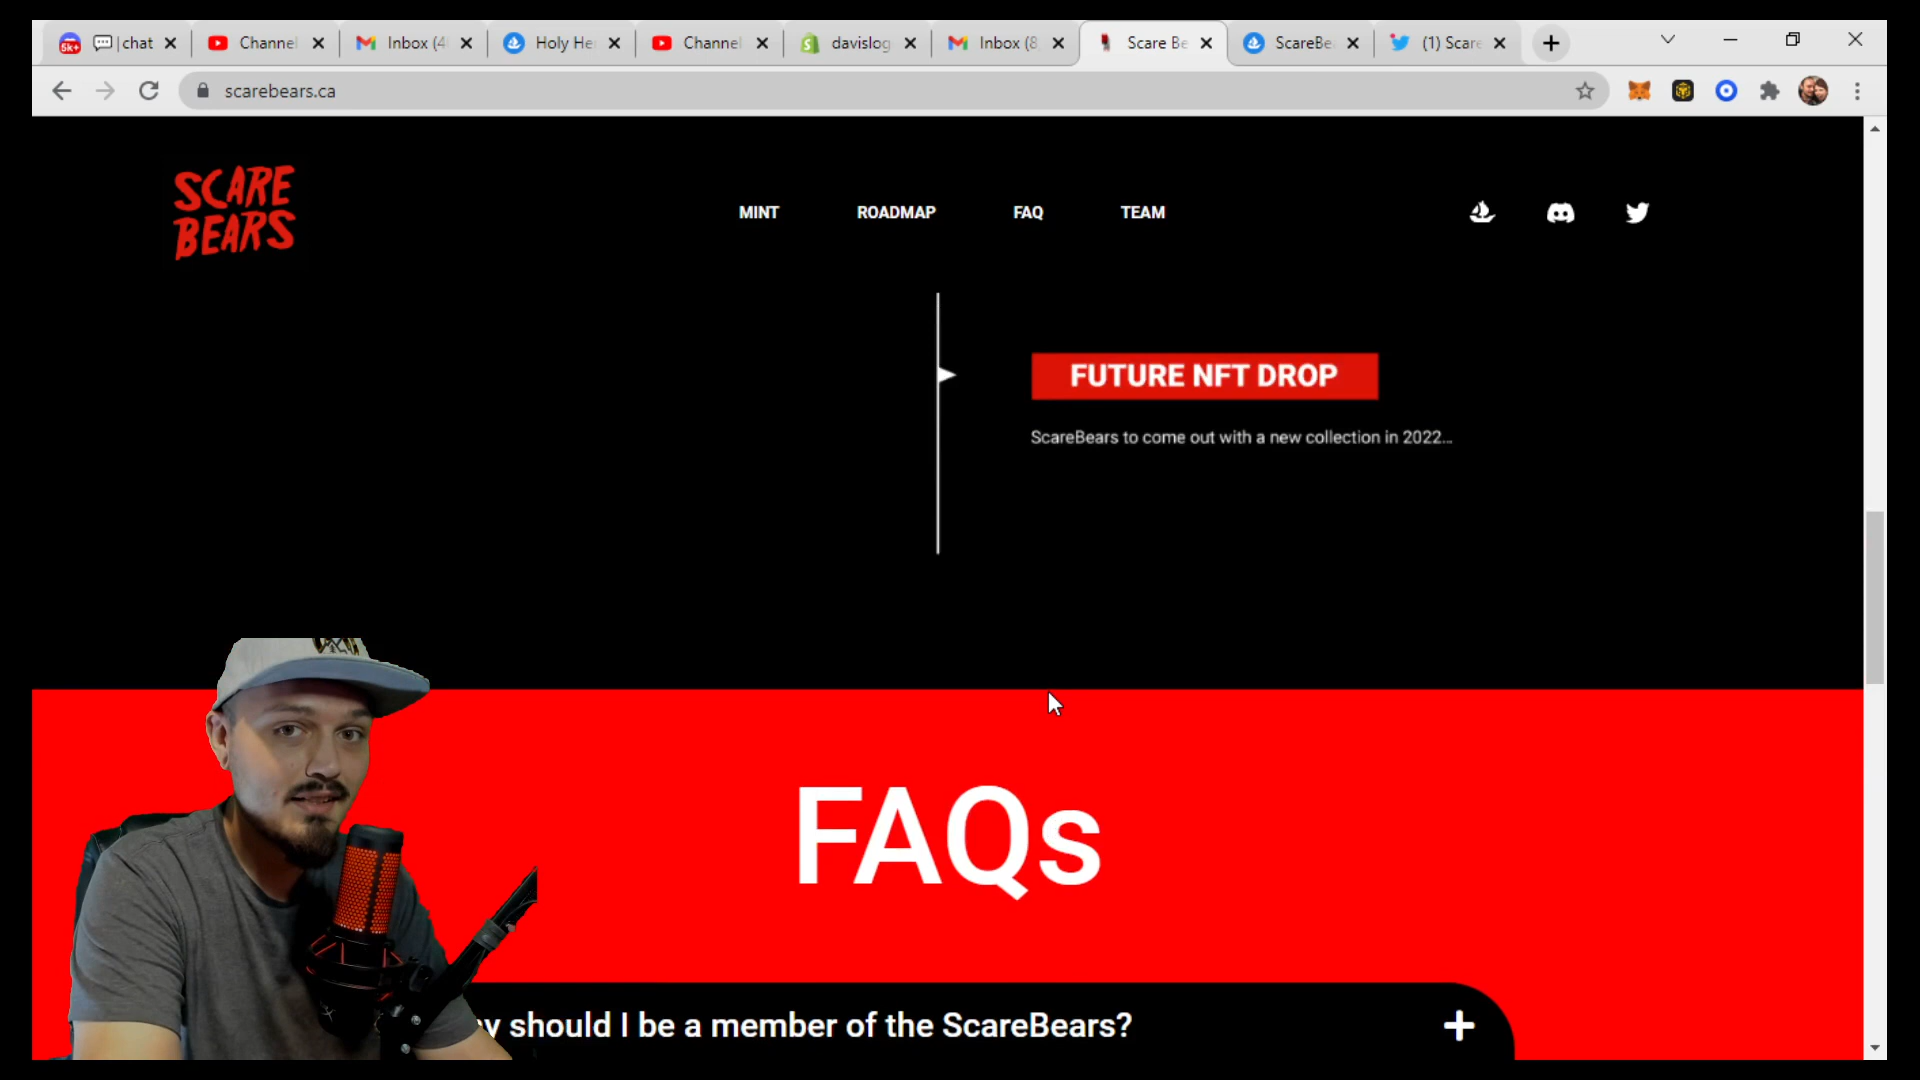 chat
Channel
Inbox (4
Holy He
Channel
davislog
Inbox (8
Scare Be
ScareBe
(1) Scare
scarebears.ca
SCARE
BEARS
MINT
ROADMAP
FAQ
TEAM
FUTURE NFT DROP
ScareBears to come out with a new collection in 2022...
FAQs
should I be a member of the ScareBears?